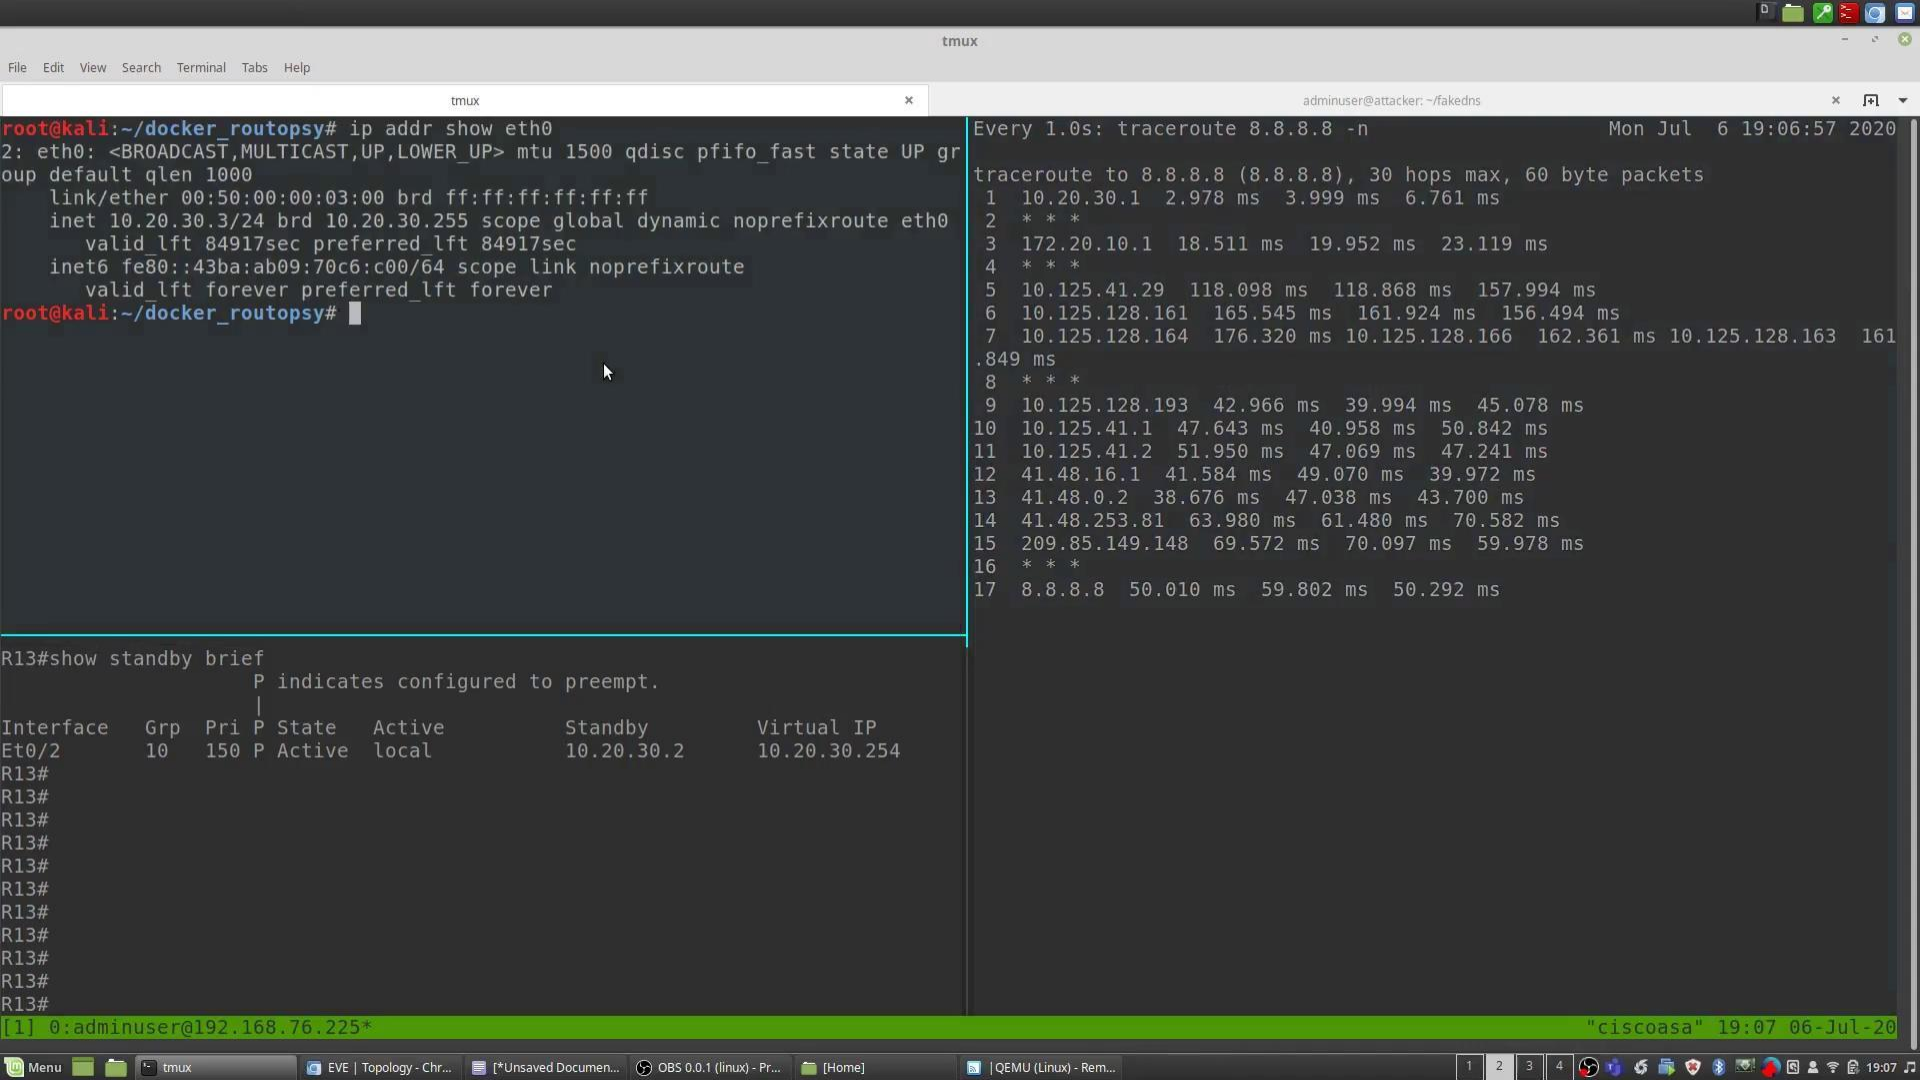 tmux
File Edit View Search Terminal Tabs Help
tmux
adminuser@attacker: ~/fakedns
root@kali:~/docker_routopsy# ip addr show eth0
2: eth0: <BROADCAST,MULTICAST,UP,LOWER_UP> mtu 1500 qdisc pfifo_fast state UP gr
oup default qlen 1000
    link/ether 00:50:00:00:03:00 brd ff:ff:ff:ff:ff:ff
    inet 10.20.30.3/24 brd 10.20.30.255 scope global dynamic noprefixroute eth0
       valid_lft 84917sec preferred_lft 84917sec
    inet6 fe80::43ba:ab09:70c6:c00/64 scope link noprefixroute
       valid_lft forever preferred_lft forever
root@kali:~/docker_routopsy#
Every 1.0s: traceroute 8.8.8.8 -n Mon Jul  6 19:06:57 2020
traceroute to 8.8.8.8 (8.8.8.8), 30 hops max, 60 byte packets
 1  10.20.30.1  2.978 ms  3.999 ms  6.761 ms
 2  * * *
 3  172.20.10.1  18.511 ms  19.952 ms  23.119 ms
 4  * * *
 5  10.125.41.29  118.098 ms  118.868 ms  157.994 ms
 6  10.125.128.161  165.545 ms  161.924 ms  156.494 ms
 7  10.125.128.164  176.320 ms 10.125.128.166  162.361 ms 10.125.128.163  161
.849 ms
 8  * * *
 9  10.125.128.193  42.966 ms  39.994 ms  45.078 ms
10  10.125.41.1  47.643 ms  40.958 ms  50.842 ms
11  10.125.41.2  51.950 ms  47.069 ms  47.241 ms
12  41.48.16.1  41.584 ms  49.070 ms  39.972 ms
13  41.48.0.2  38.676 ms  47.038 ms  43.700 ms
14  41.48.253.81  63.980 ms  61.480 ms  70.582 ms
15  209.85.149.148  69.572 ms  70.097 ms  59.978 ms
16  * * *
17  8.8.8.8  50.010 ms  59.802 ms  50.292 ms
R13#show standby brief
                     P indicates configured to preempt.
                     |
Interface   Grp  Pri P State   Active          Standby         Virtual IP
Et0/2       10   150 P Active  local           10.20.30.2      10.20.30.254
R13#
R13#
R13#
R13#
R13#
R13#
R13#
R13#
R13#
R13#
R13#
[1] 0:adminuser@192.168.76.225* "ciscoasa" 19:07 06-Jul-20
Menu tmux EVE | Topology - Chr... [*Unsaved Documen... OBS 0.0.1 (linux) - Pr... [Home] |QEMU (Linux) - Rem... 1 2 3 4 19:07